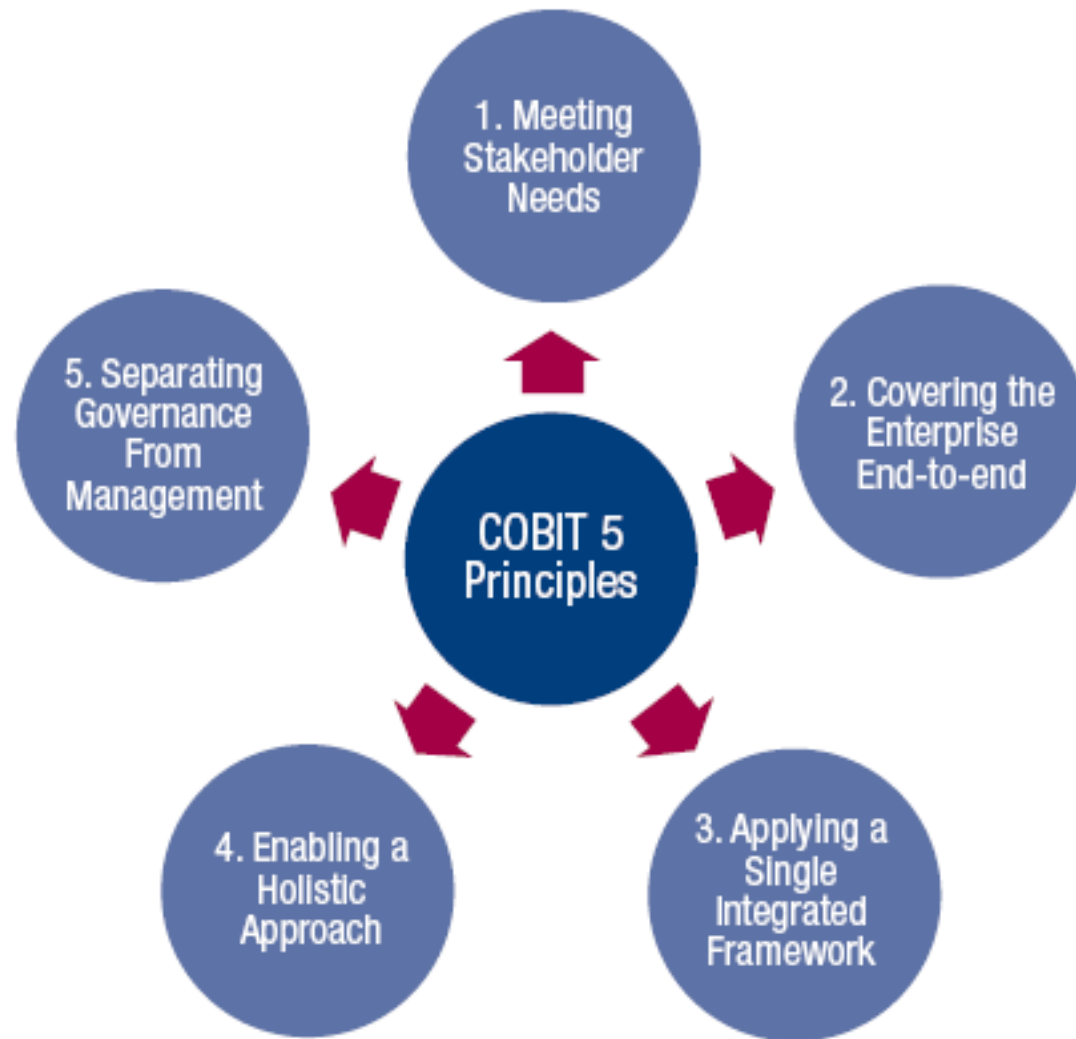 1. Meeting
Stakeholder
Needs
2. Covering the
Enterprise
End-to-end
3. Applying a
Single
Integrated
Framework
4. Enabling a
Holistic
Approach
5. Separating
Governance
From
Management
COBIT 5
Principles